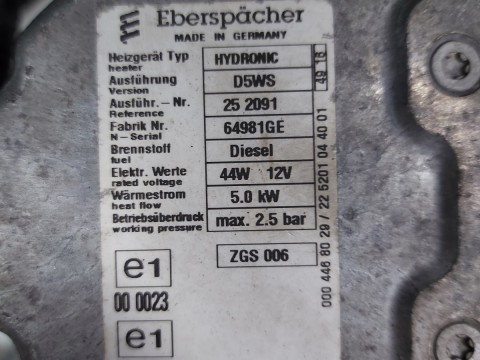 Eberspächer
MADE IN GERMANY
Heizgerät Typ HYDRONIC
heater
Ausführung D5WS
Version
Ausführ.- Nr. 25 2091
Reference
Fabrik Nr. 64981GE
N - Serial
Brennstoff Diesel
fuel
Elektr. Werte 44W 12V
rated voltage
Wärmestrom 5.0 kW
heat flow
Betriebsüberdruck max. 2.5 bar
working pressure
49 18
000 446 80 29 / 22 5201 04 40 01
e1 ZGS 006
00 0023
e1